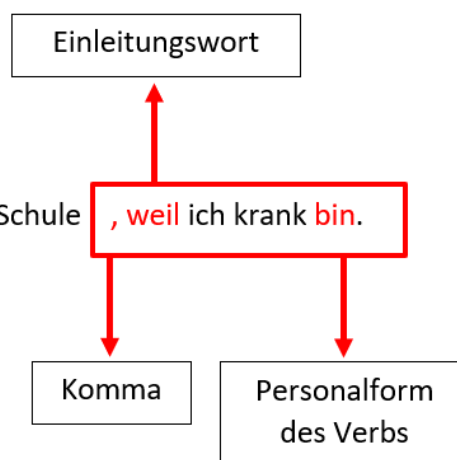 Einleitungswort
Schule , weil ich krank bin.
Komma
Personalform
des Verbs